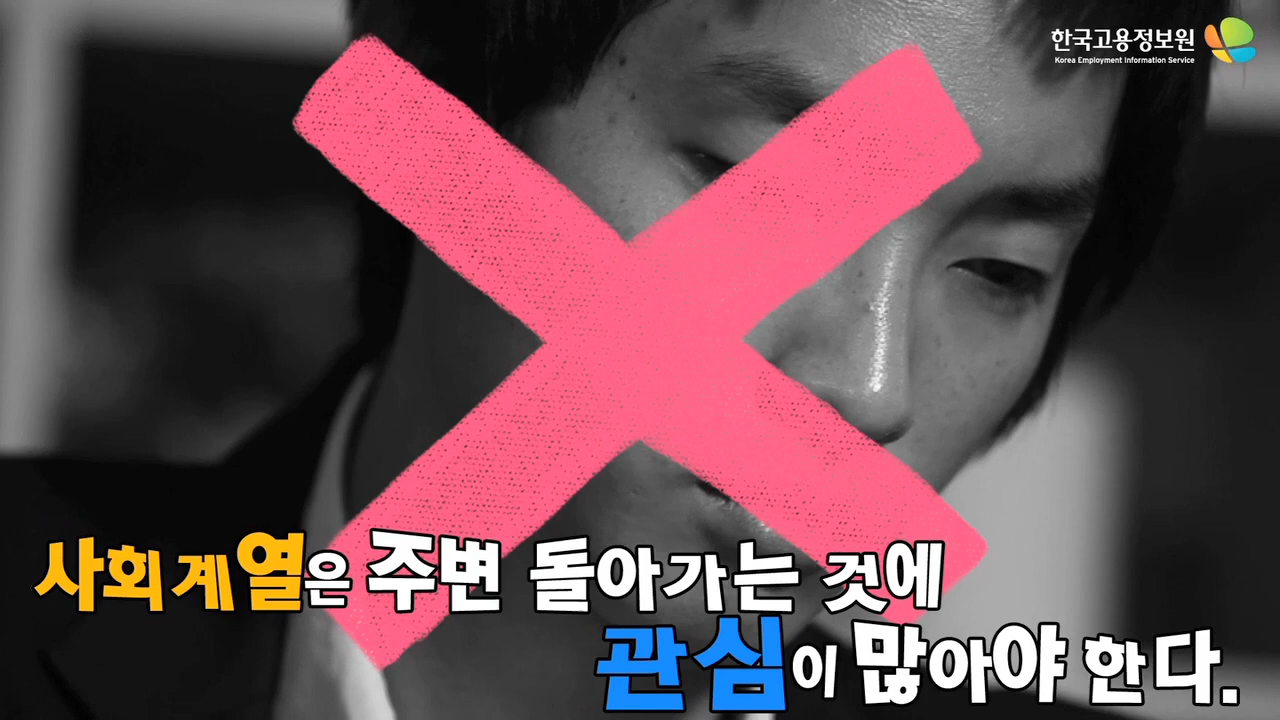 한국고용정보원
Korea Employment Information Service
사회계열은 주변 돌아가는 것에
관심이 많아야 한다.